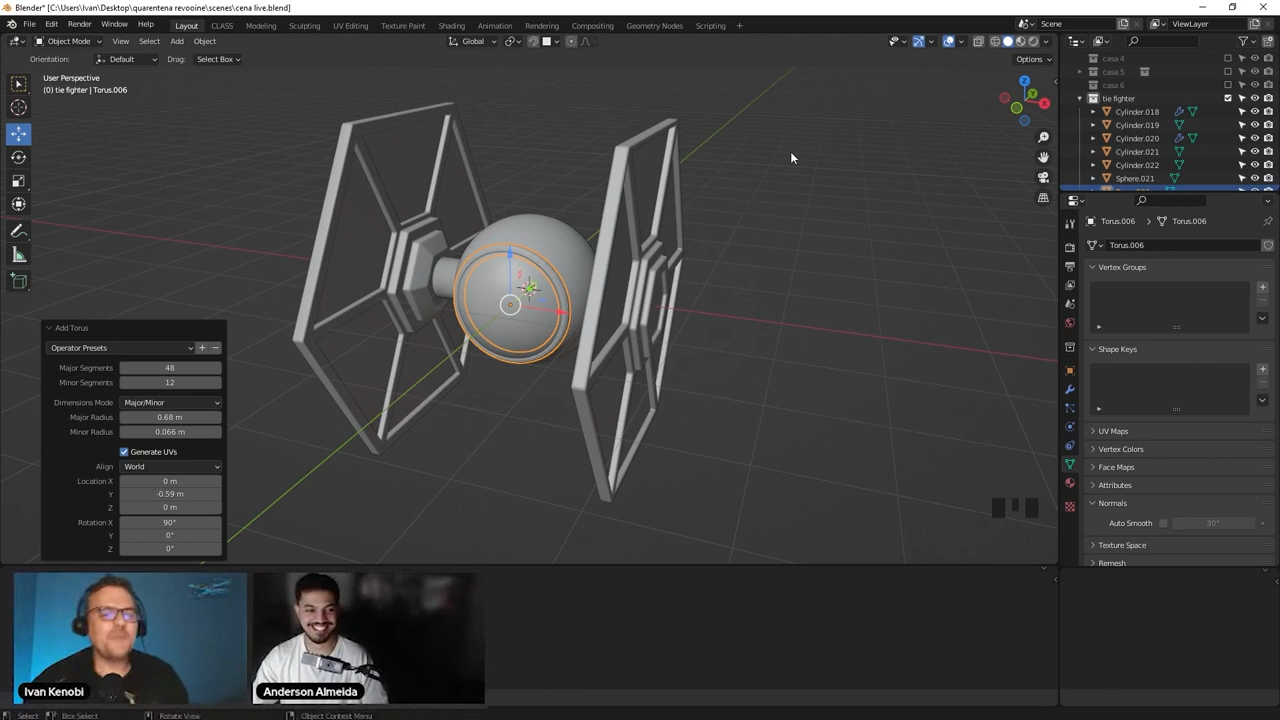 Blender* [C:\Users\Ivan\Desktop\quarentena revooine\scenes\cena live.blend]
File Edit Render Window Help Layout CLASS Modeling Sculpting UV Editing Texture Paint Shading Animation Rendering Compositing Geometry Nodes Scripting + Scene ViewLayer
Object Mode View Select Add Object Global
Orientation: Default Drag: Select Box Options
User Perspective
(0) tie fighter | Torus.006
casa 4
casa 5
casa 6
tie fighter
Cylinder.018
Cylinder.019
Cylinder.020
Cylinder.021
Cylinder.022
Sphere.021
Z
Y
X
Torus.006 > Torus.006
Torus.006
Vertex Groups
Shape Keys
UV Maps
Vertex Colors
Face Maps
Attributes
Normals
Auto Smooth 30°
Texture Space
Remesh
Add Torus
Operator Presets
Major Segments 48
Minor Segments 12
Dimensions Mode Major/Minor
Major Radius 0.68 m
Minor Radius 0.066 m
Generate UVs
Align World
Location X 0 m
Y -0.59 m
Z 0 m
Rotation X 90°
Y 0°
Z 0°
Ivan Kenobi
Anderson Almeida
Select Box Select Rotate View Object Context Menu